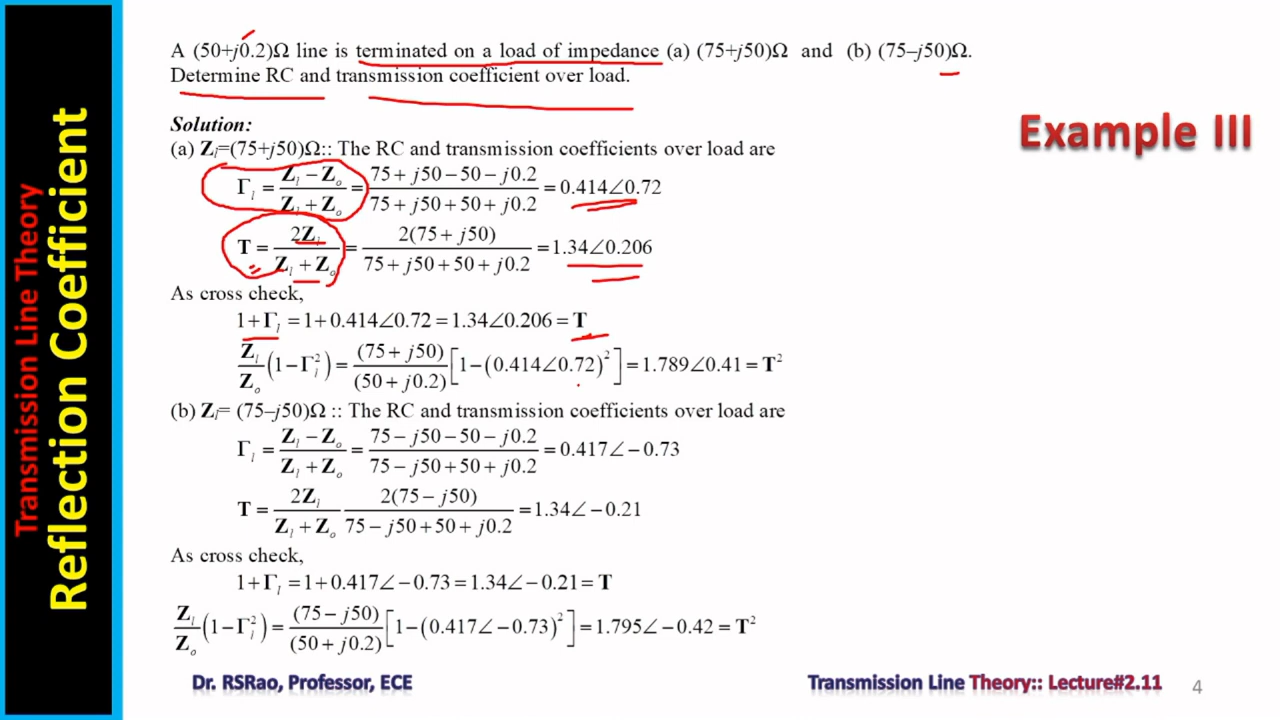 Transmission Line Theory
Reflection Coefficient
A (50+j0.2)Ω line is terminated on a load of impedance (a) (75+j50)Ω and (b) (75–j50)Ω.
Determine RC and transmission coefficient over load.
Example III
Solution:
(a) Zl=(75+j50)Ω:: The RC and transmission coefficients over load are
Γl = (Zl − Zo)/(Zl + Zo) = (75 + j50 − 50 − j0.2)/(75 + j50 + 50 + j0.2) = 0.414∠0.72
T = 2Zl/(Zl + Zo) = 2(75 + j50)/(75 + j50 + 50 + j0.2) = 1.34∠0.206
As cross check,
1+Γl = 1+0.414∠0.72 = 1.34∠0.206 = T
Zl/Zo (1−Γl²) = (75 + j50)/(50 + j0.2) [1−(0.414∠0.72)²] = 1.789∠0.41 = T²
(b) Zl= (75–j50)Ω :: The RC and transmission coefficients over load are
Γl = (Zl − Zo)/(Zl + Zo) = (75 − j50 − 50 − j0.2)/(75 − j50 + 50 + j0.2) = 0.417∠−0.73
T = 2Zl/(Zl + Zo) 2(75 − j50)/(75 − j50 + 50 + j0.2) = 1.34∠−0.21
As cross check,
1+Γl = 1+0.417∠−0.73 = 1.34∠−0.21 = T
Zl/Zo (1−Γl²) = (75 − j50)/(50 + j0.2) [1−(0.417∠−0.73)²] = 1.795∠−0.42 = T²
Dr. RSRao, Professor, ECE
Transmission Line Theory:: Lecture#2.11
4